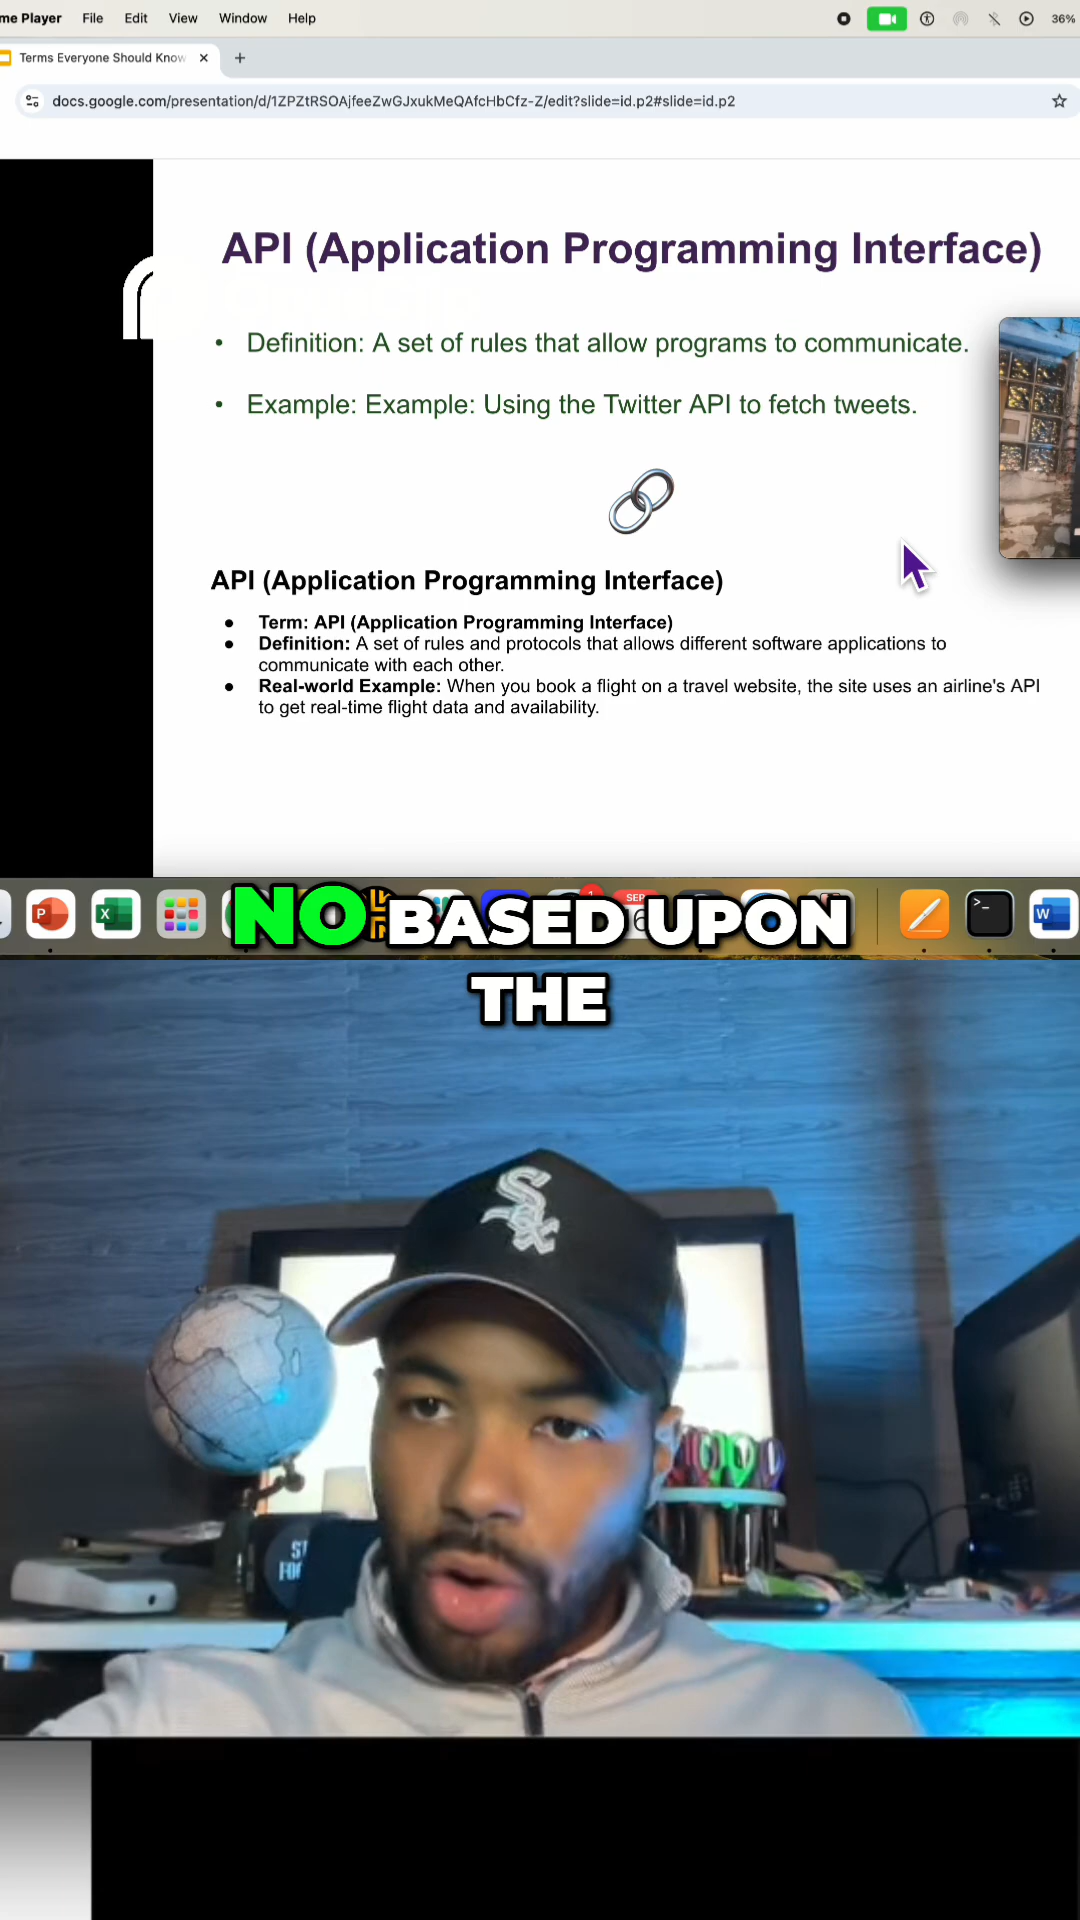 me Player File Edit View Window Help 36%
Terms Everyone Should Know
docs.google.com/presentation/d/1ZPZtRSOAjfeeZwGJxukMeQAfcHbCfz-Z/edit?slide=id.p2#slide=id.p2
API (Application Programming Interface)
• Definition: A set of rules that allow programs to communicate.
• Example: Example: Using the Twitter API to fetch tweets.
API (Application Programming Interface)
● Term: API (Application Programming Interface)
● Definition: A set of rules and protocols that allows different software applications to
communicate with each other.
● Real-world Example: When you book a flight on a travel website, the site uses an airline's API
to get real-time flight data and availability.
P X SEP W
NO BASED UPON
THE
Sox